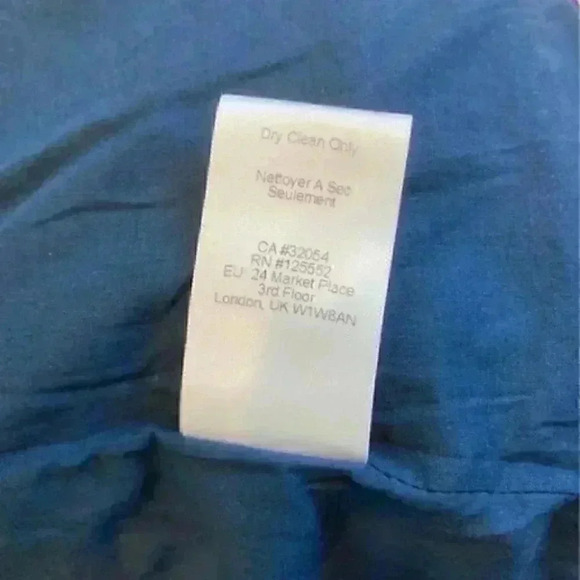 Dry Clean Only
Nettoyer A Sec
Seulement
CA #32054
RN #125552
EU: 24 Market Place
3rd Floor
London, UK W1W8AN